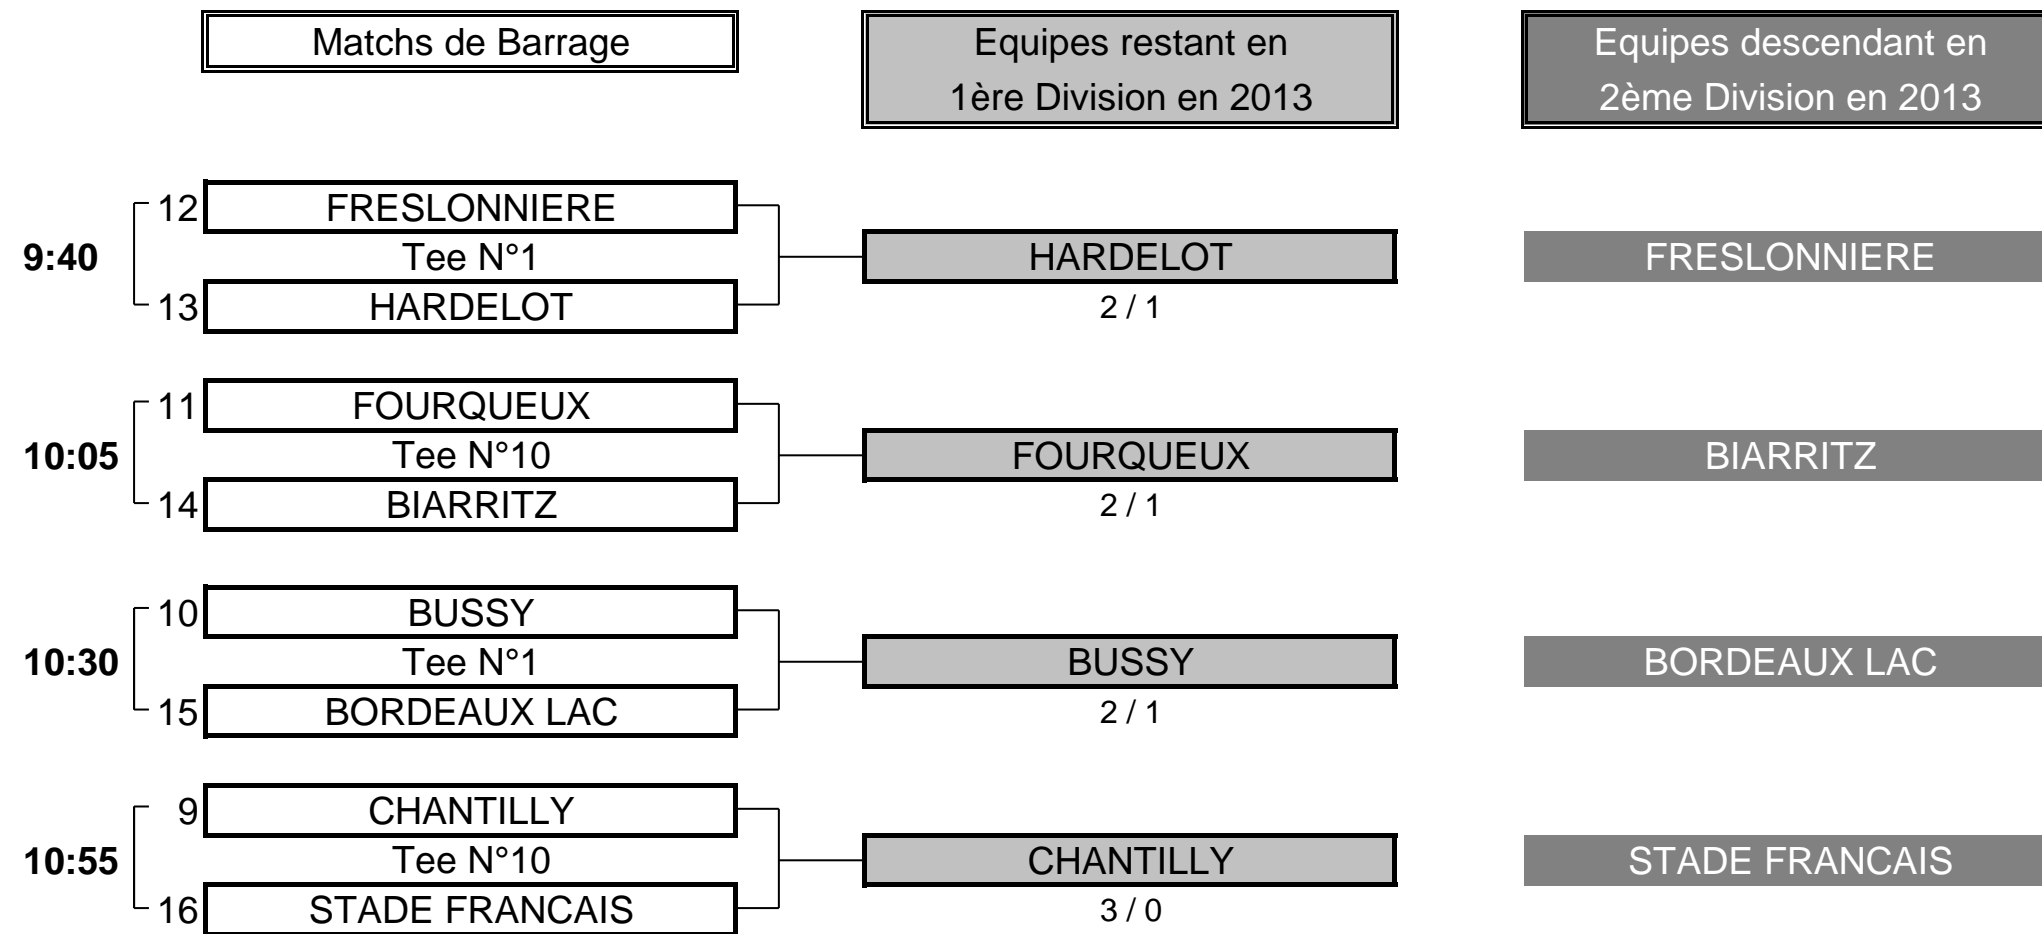 Matchs de Barrage
Equipes restant en
1ère Division en 2013
Equipes descendant en
2ème Division en 2013
12 FRESLONNIERE
9:40 Tee N°1 HARDELOT FRESLONNIERE
13 HARDELOT 2 / 1
11 FOURQUEUX
10:05 Tee N°10 FOURQUEUX BIARRITZ
14 BIARRITZ 2 / 1
10 BUSSY
10:30 Tee N°1 BUSSY BORDEAUX LAC
15 BORDEAUX LAC 2 / 1
9 CHANTILLY
10:55 Tee N°10 CHANTILLY STADE FRANCAIS
16 STADE FRANCAIS 3 / 0